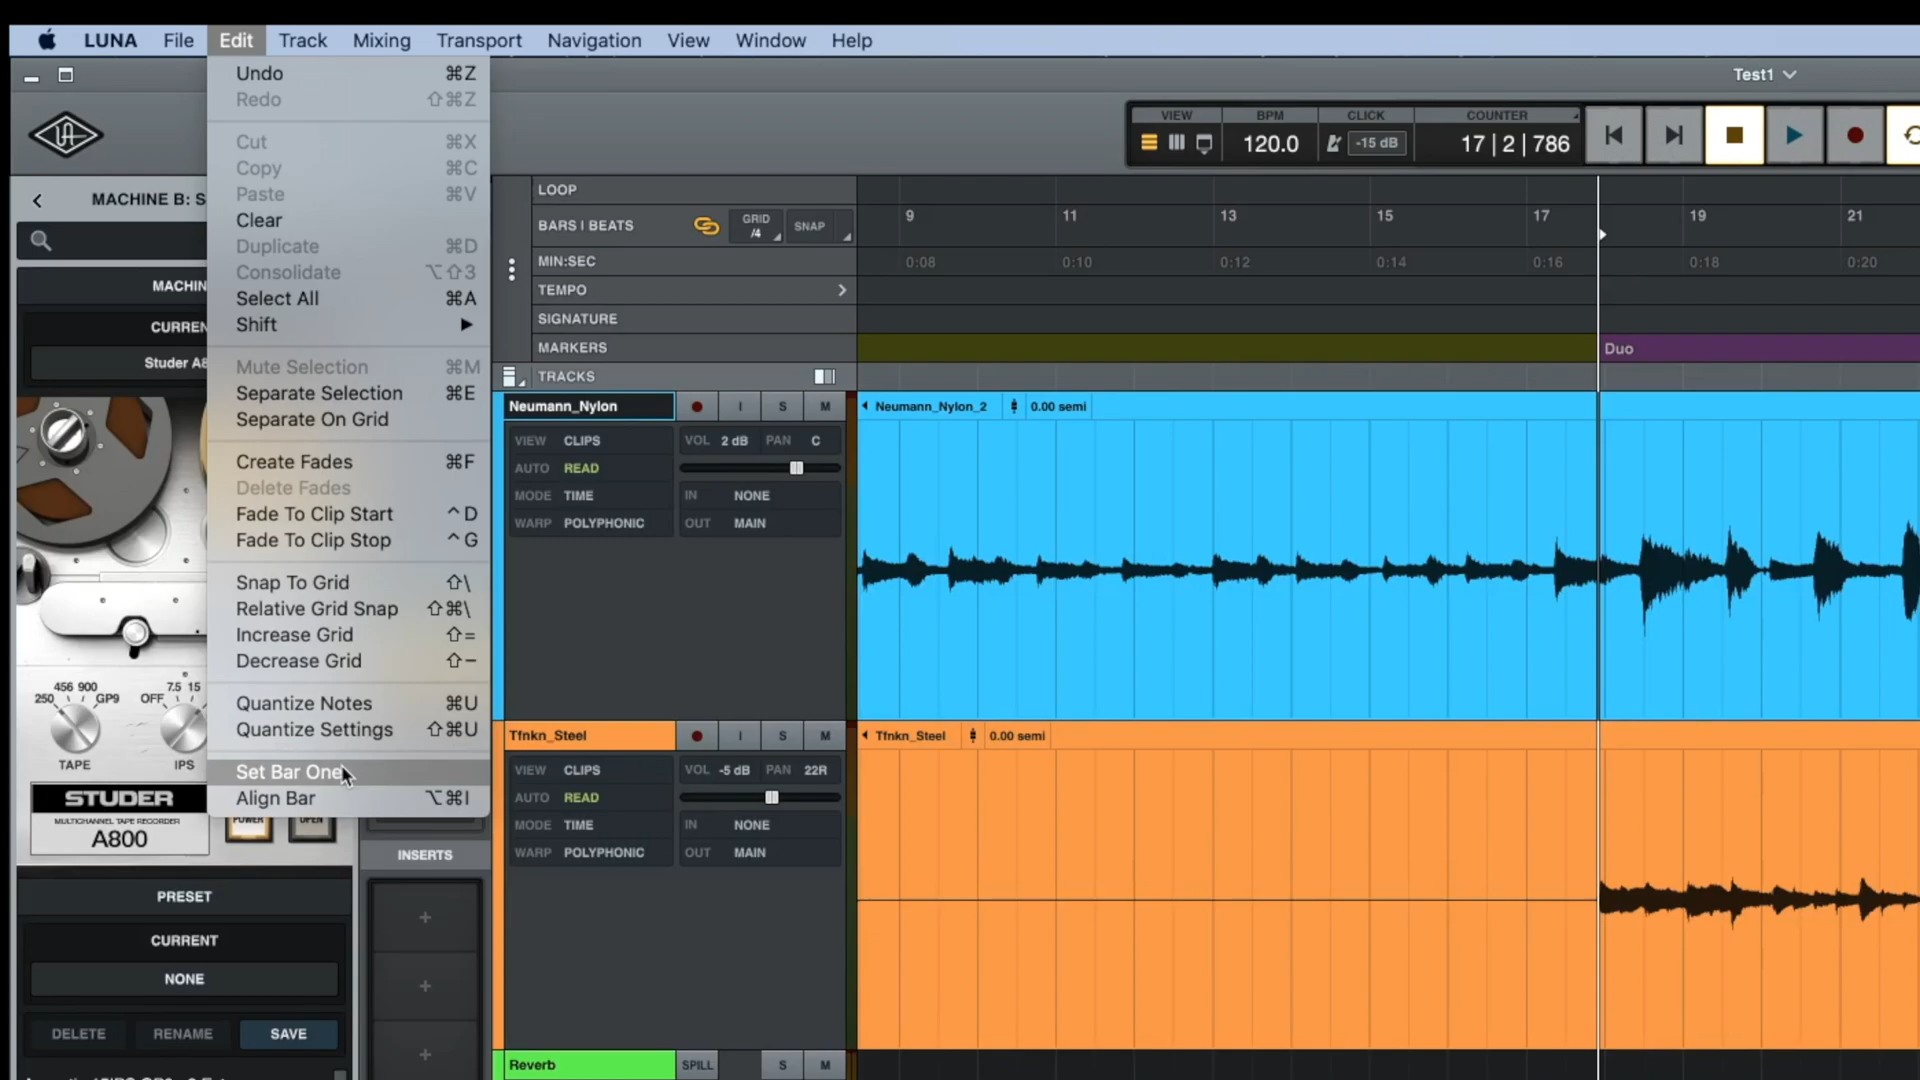 LUNA File Edit Track Mixing Transport Navigation View Window Help
Test1
Undo ⌘Z
Redo ⇧⌘Z
Cut ⌘X
Copy ⌘C
Paste ⌘V
Clear
Duplicate ⌘D
Consolidate ⌥⇧3
Select All ⌘A
Shift ▶
Mute Selection ⌘M
Separate Selection ⌘E
Separate On Grid
Create Fades ⌘F
Delete Fades
Fade To Clip Start ^D
Fade To Clip Stop ^G
Snap To Grid ⇧\
Relative Grid Snap ⇧⌘\
Increase Grid ⇧=
Decrease Grid ⇧−
Quantize Notes ⌘U
Quantize Settings ⇧⌘U
Set Bar One
Align Bar ⌥⌘I
VIEW BPM CLICK COUNTER
120.0 -15 dB 17 | 2 | 786
MACHINE B: S
MACHIN
CURREN
Studer A8
456 900
250 GP9
TAPE
7.5 15
OFF
IPS
STUDER
MULTICHANNEL TAPE RECORDER
A800
POWER OPEN
PRESET
CURRENT
NONE
DELETE RENAME SAVE
INSERTS
+
+
+
LOOP
BARS | BEATS GRID /4 SNAP
9 11 13 15 17 19 21
MIN:SEC
0:08 0:10 0:12 0:14 0:16 0:18 0:20
TEMPO
SIGNATURE
MARKERS
Duo
TRACKS
Neumann_Nylon I S M
VIEW CLIPS VOL 2 dB PAN C
AUTO READ
MODE TIME IN NONE
WARP POLYPHONIC OUT MAIN
Neumann_Nylon_2 0.00 semi
Tfnkn_Steel I S M
VIEW CLIPS VOL -5 dB PAN 22R
AUTO READ
MODE TIME IN NONE
WARP POLYPHONIC OUT MAIN
Tfnkn_Steel 0.00 semi
Reverb SPILL S M